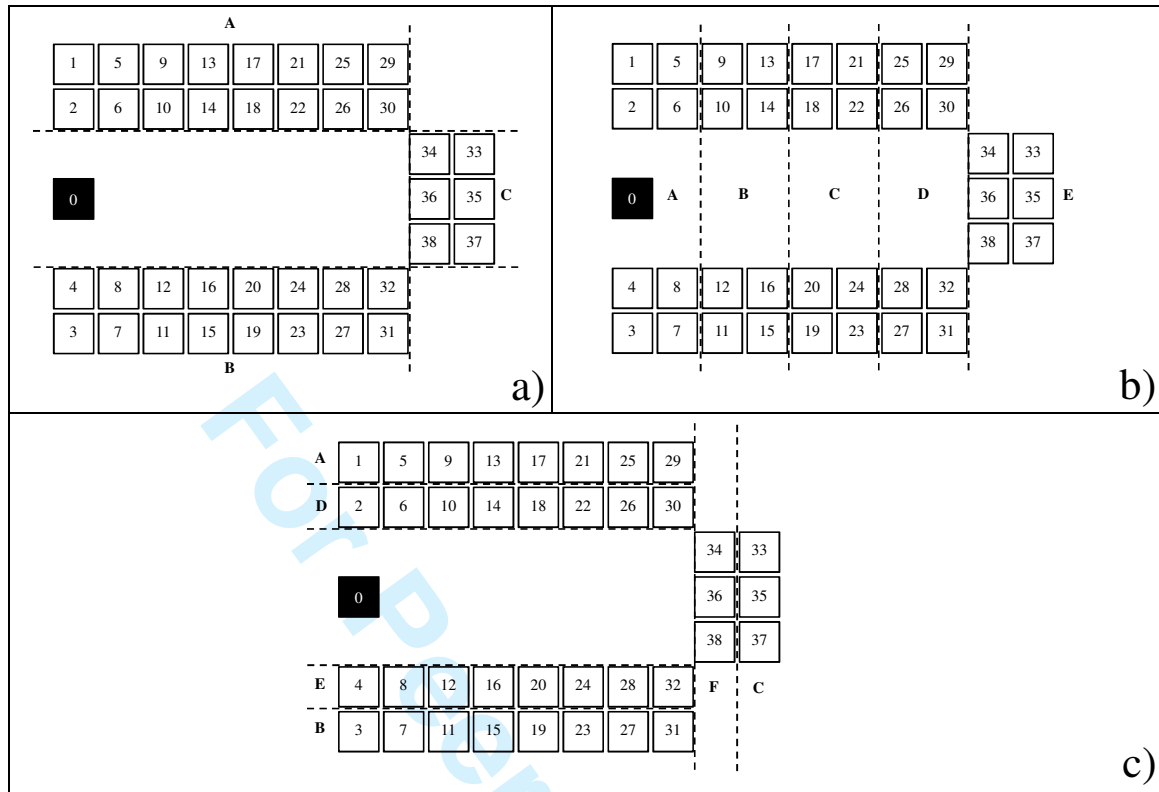 A
1 5 9 13 17 21 25 29
2 6 10 14 18 22 26 30
34 33
0 36 35 C
38 37
4 8 12 16 20 24 28 32
3 7 11 15 19 23 27 31
B
a)
1 5 9 13 17 21 25 29
2 6 10 14 18 22 26 30
34 33
0 A B C D 36 35 E
38 37
4 8 12 16 20 24 28 32
3 7 11 15 19 23 27 31
b)
A 1 5 9 13 17 21 25 29
D 2 6 10 14 18 22 26 30
34 33
0 36 35
38 37
E 4 8 12 16 20 24 28 32 F C
B 3 7 11 15 19 23 27 31
c)
For Peer